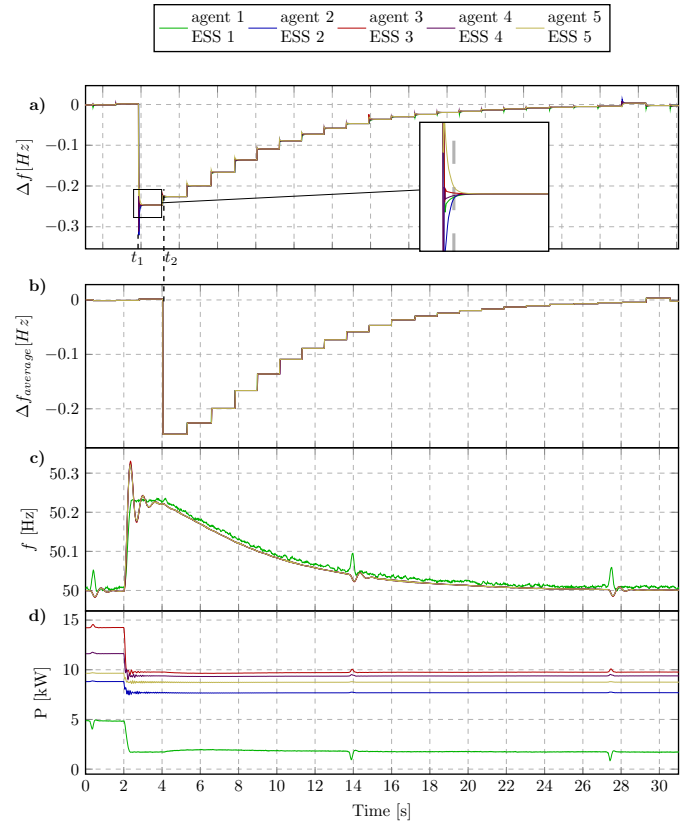 agent 1 agent 2 agent 3 agent 4 agent 5
ESS 1 ESS 2 ESS 3 ESS 4 ESS 5
a)
0
−0.1
−0.2
−0.3
Δf[Hz]
t1 t2
b)
0
−0.1
−0.2
Δfaverage[Hz]
c)
50.3
50.2
50.1
50
f [Hz]
d)
15
10
5
0
P [kW]
0 2 4 6 8 10 12 14 16 18 20 22 24 26 28 30
Time [s]